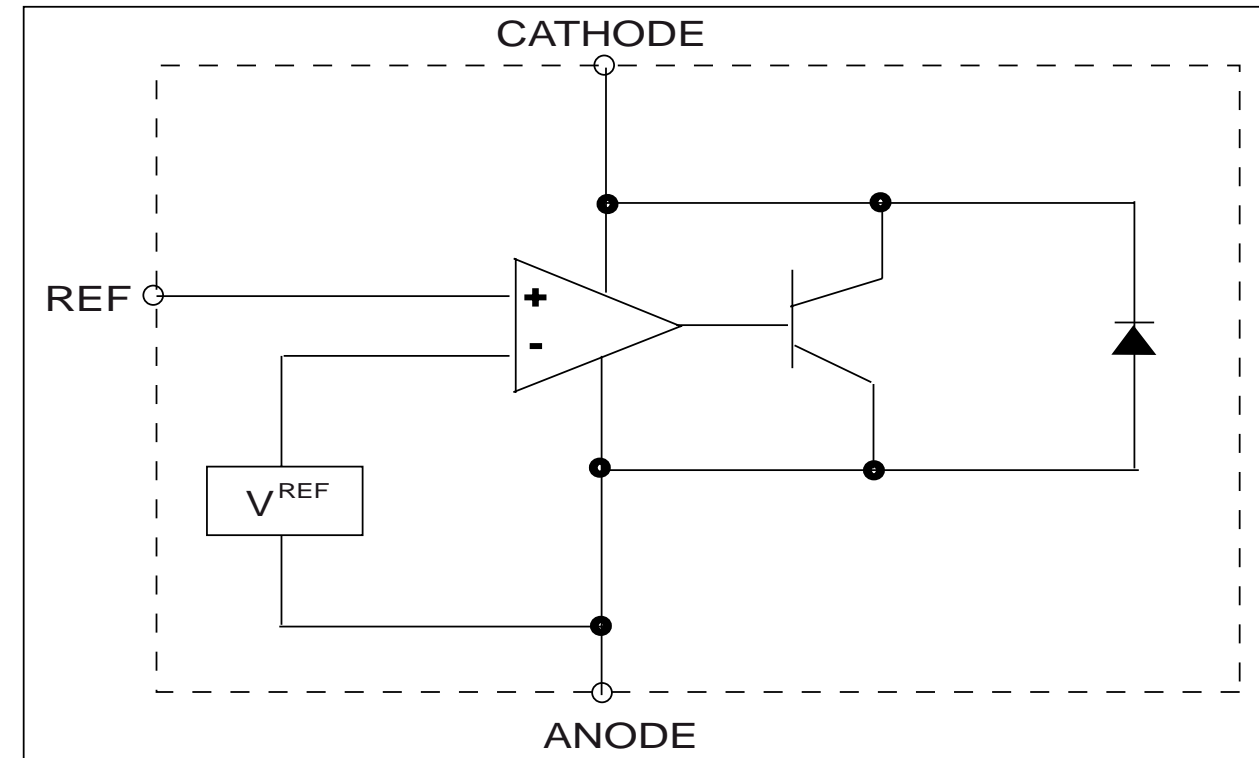 CATHODE
REF
+
-
V REF
ANODE